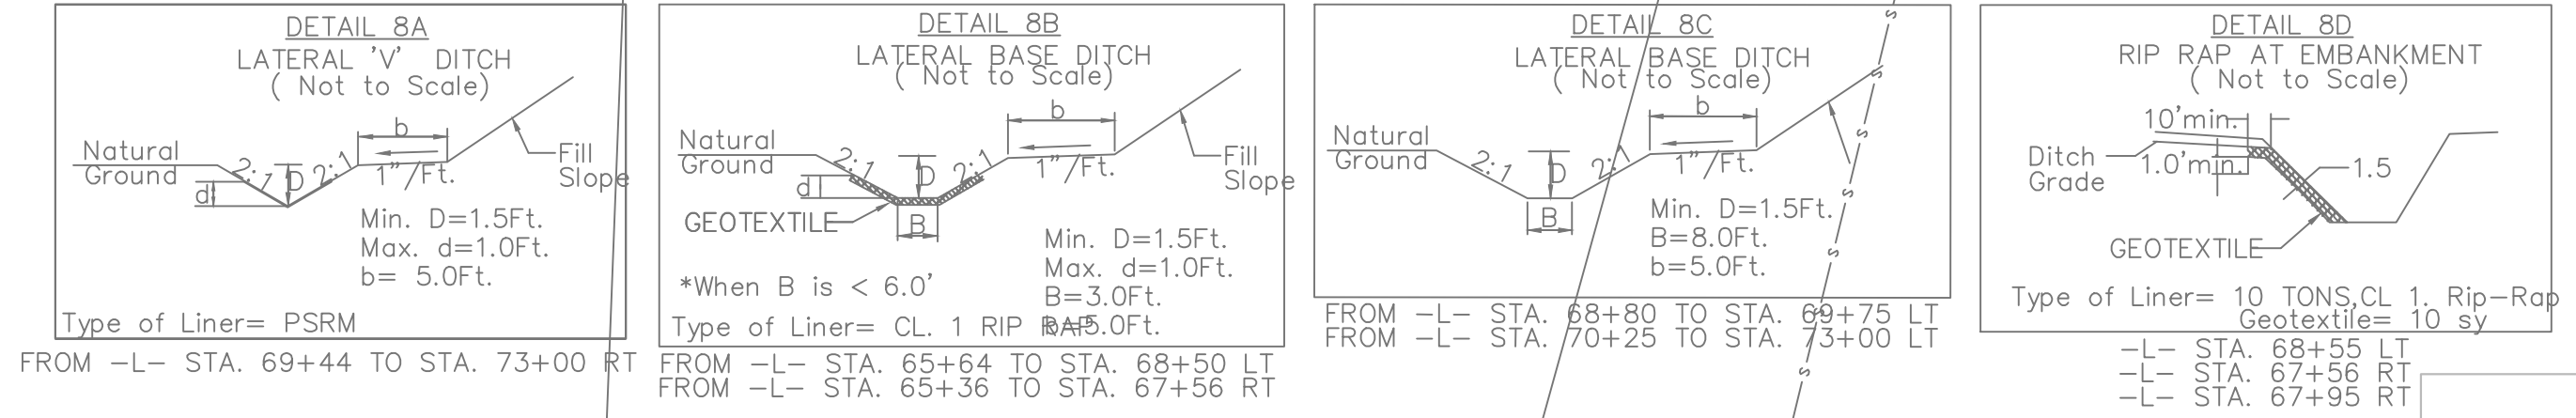 DETAIL 8A
LATERAL 'V' DITCH
( Not to Scale)
b
Natural
Ground
2:1
D
2:1
1"/Ft.
d
Fill
Slope
Min. D=1.5Ft.
Max. d=1.0Ft.
b= 5.0Ft.
Type of Liner= PSRM
FROM -L- STA. 69+44 TO STA. 73+00 RT
DETAIL 8B
LATERAL BASE DITCH
( Not to Scale)
b
Natural
Ground
2:1
D
2:1
1"/Ft.
d
Fill
Slope
GEOTEXTILE
B
Min. D=1.5Ft.
Max. d=1.0Ft.
B=3.0Ft.
b=5.0Ft.
*When B is < 6.0'
Type of Liner= CL. 1 RIP RAP
FROM -L- STA. 65+64 TO STA. 68+50 LT
FROM -L- STA. 65+36 TO STA. 67+56 RT
DETAIL 8C
LATERAL BASE DITCH
( Not to Scale)
b
Natural
Ground
2:1
D
2:1
1"/Ft.
B
Min. D=1.5Ft.
B=8.0Ft.
b=5.0Ft.
FROM -L- STA. 68+80 TO STA. 69+75 LT
FROM -L- STA. 70+25 TO STA. 73+00 LT
S
S
S
S
S
S
S
DETAIL 8D
RIP RAP AT EMBANKMENT
( Not to Scale)
10'min.
Ditch
Grade
1.0'min.
1.5
GEOTEXTILE
Type of Liner= 10 TONS,CL 1. Rip-Rap
Geotextile= 10 sy
-L- STA. 68+55 LT
-L- STA. 67+56 RT
-L- STA. 67+95 RT